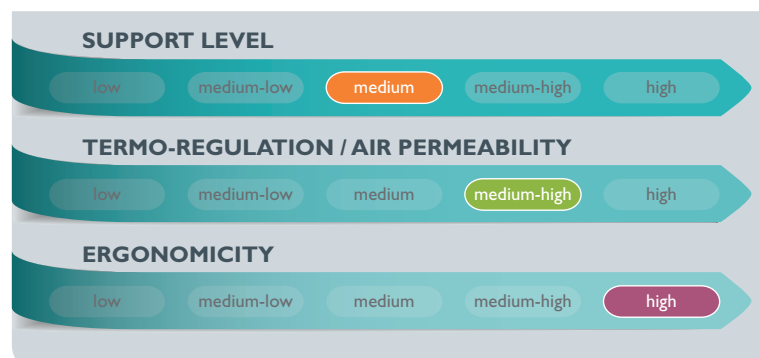 SUPPORT LEVEL
low medium-low medium medium-high high
TERMO-REGULATION / AIR PERMEABILITY
low medium-low medium medium-high high
ERGONOMICITY
low medium-low medium medium-high high